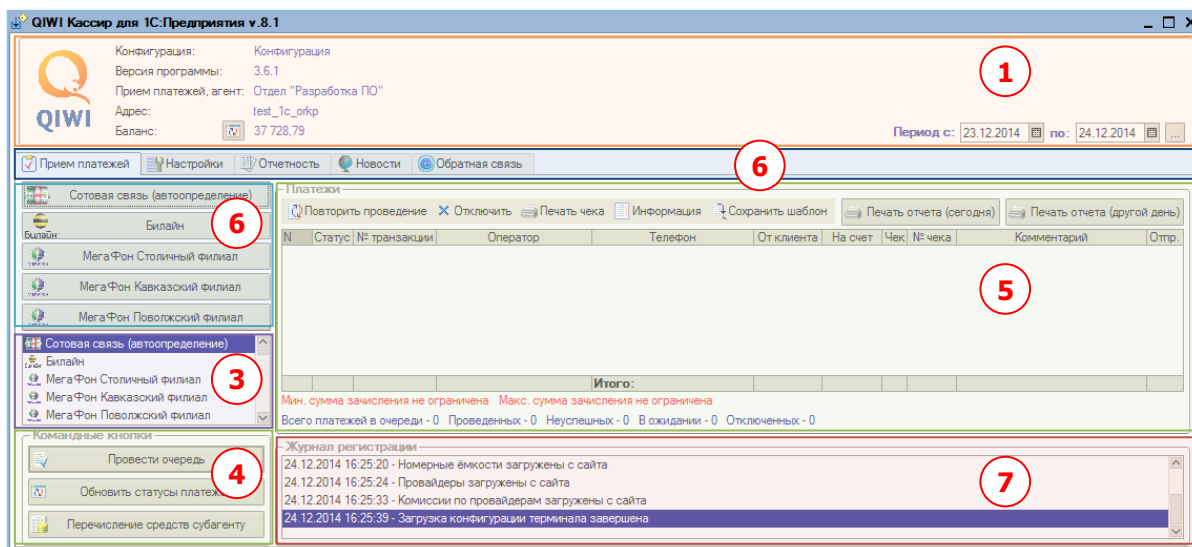 QIWI Кассир для 1С:Предприятия v.8.1
QIWI
Конфигурация: Конфигурация
Версия программы: 3.6.1
Прием платежей, агент: Отдел "Разработка ПО"
Адрес: test_1c_orkp
Баланс: 37 728,79
1
Период с: 23.12.2014 по: 24.12.2014 ...
Прием платежей Настройки Отчетность Новости Обратная связь
6
Сотовая связь (автоопределение)
Билайн Билайн
МегаФон Столичный филиал
МегаФон Кавказский филиал
МегаФон Поволжский филиал
6
Сотовая связь (автоопределение)
Билайн
МегаФон Столичный филиал
МегаФон Кавказский филиал
МегаФон Поволжский филиал
3
Командные кнопки
Провести очередь
Обновить статусы платеже
Перечисление средств субагенту
4
Платежи
Повторить проведение Отключить Печать чека Информация Сохранить шаблон Печать отчета (сегодня) Печать отчета (другой день)
N Статус № транзакции Оператор Телефон От клиента На счет Чек № чека Комментарий Отпр.
5
Итого:
Мин. сумма зачисления не ограничена Макс. сумма зачисления не ограничена
Всего платежей в очереди - 0 Проведенных - 0 Неуспешных - 0 В ожидании - 0 Отключенных - 0
Журнал регистрации
24.12.2014 16:25:20 - Номерные ёмкости загружены с сайта
24.12.2014 16:25:24 - Провайдеры загружены с сайта
24.12.2014 16:25:33 - Комиссии по провайдерам загружены с сайта
24.12.2014 16:25:39 - Загрузка конфигурации терминала завершена
7